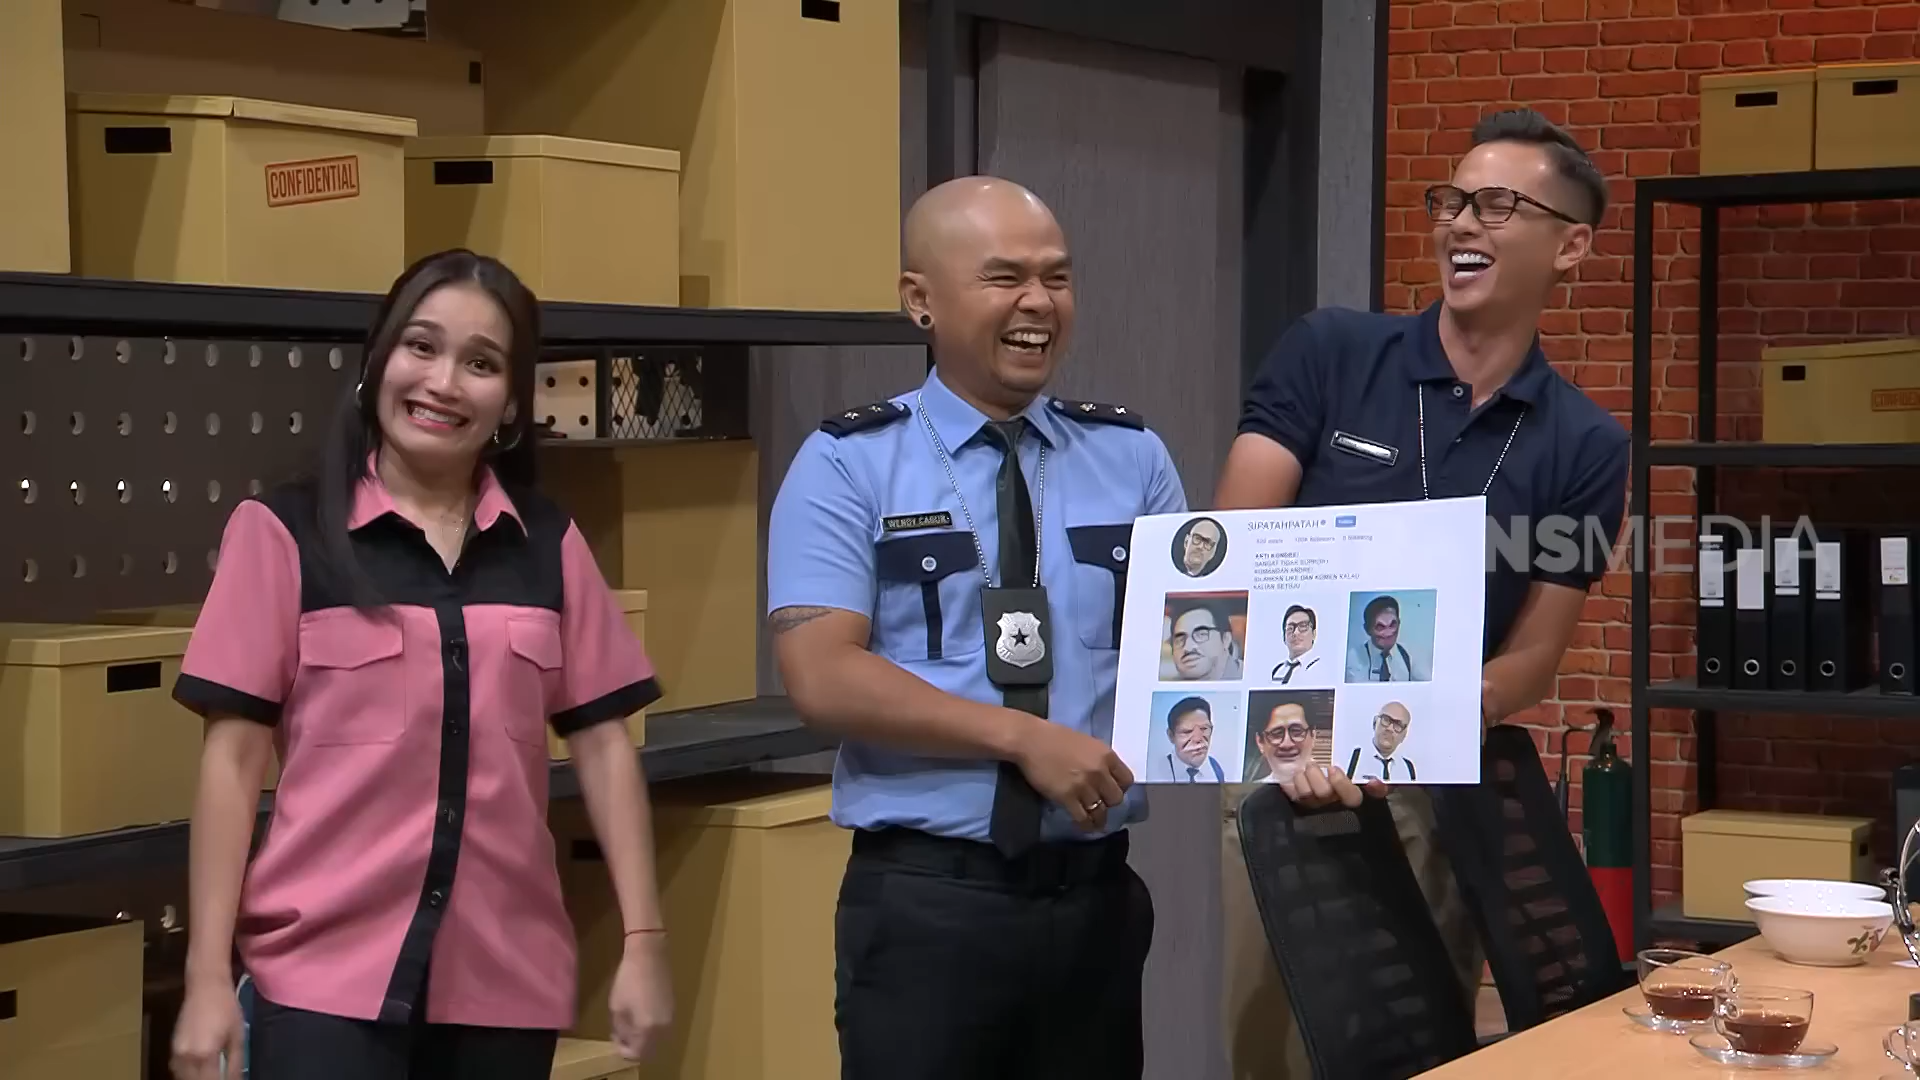 CONFIDENTIAL
WENDY CAGUR
SIPATAHPATAH
NSMEDIA
SANGAT TIDAK SUPPORT
KOMANDAN ANDRE!
SILAHKAN LIKE DAN KOMEN KALAU
KALIAN SETUJU